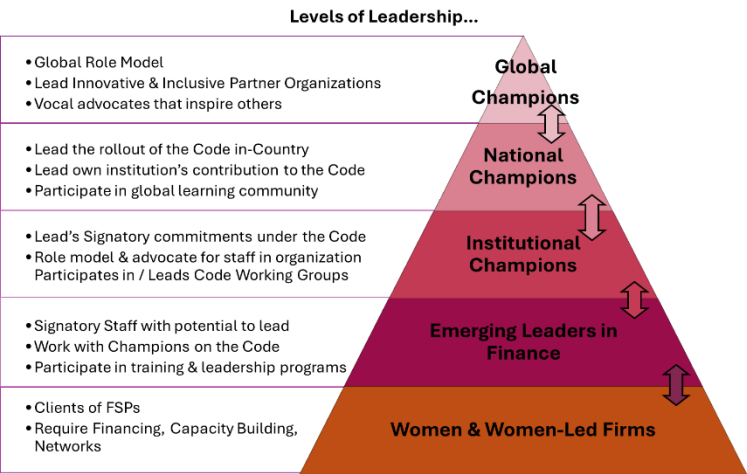 Levels of Leadership...
• Global Role Model
• Lead Innovative & Inclusive Partner Organizations
• Vocal advocates that inspire others
Global
Champions
• Lead the rollout of the Code in-Country
• Lead own institution's contribution to the Code
• Participate in global learning community
National
Champions
• Lead's Signatory commitments under the Code
• Role model & advocate for staff in organization
Participates in / Leads Code Working Groups
Institutional
Champions
• Signatory Staff with potential to lead
• Work with Champions on the Code
• Participate in training & leadership programs
Emerging Leaders in
Finance
• Clients of FSPs
• Require Financing, Capacity Building,
Networks
Women & Women-Led Firms